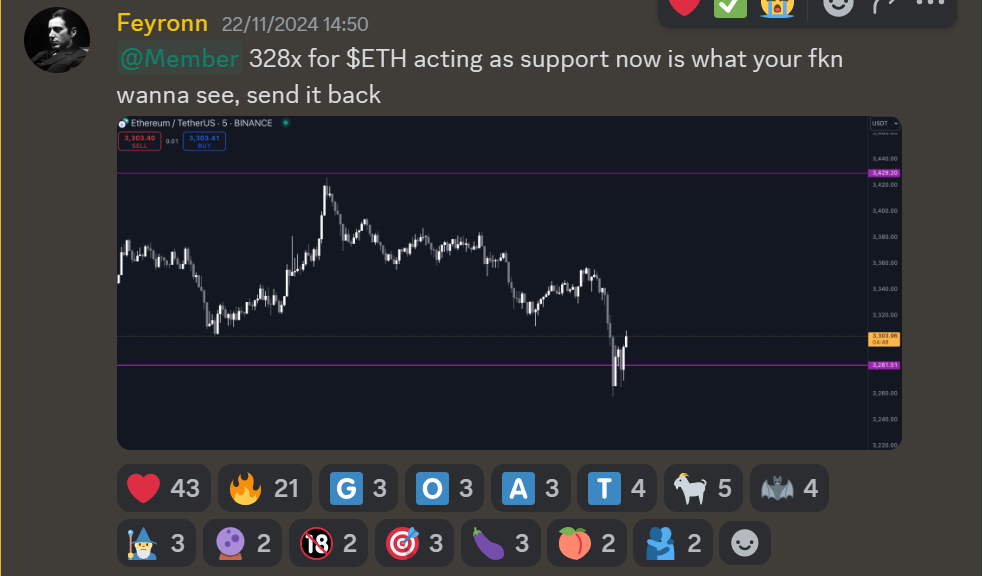 Feyronn 22/11/2024 14:50
@Member 328x for $ETH acting as support now is what your fkn
wanna see, send it back
Ethereum / TetherUS · 5 · BINANCE
USDT
3,303.40
SELL
0.01
3,303.41
BUY
3,440.00
3,429.20
3,420.00
3,400.00
3,380.00
3,360.00
3,340.00
3,320.00
3,303.96
04:48
3,281.51
3,260.00
3,240.00
3,220.00
43
21
G 3
O 3
A 3
T 4
5
4
3
2
18 2
3
3
2
2